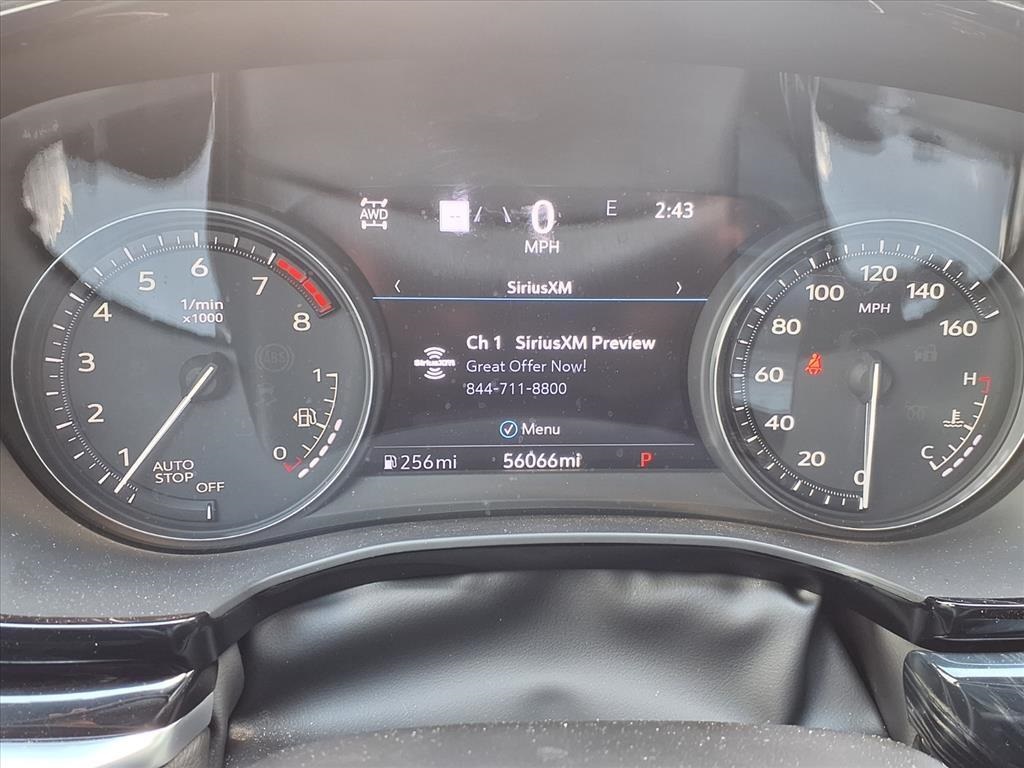 AWD
--
0
E
2:43
MPH
SiriusXM
Ch 1 SiriusXM Preview
SiriusXM
Great Offer Now!
844-711-8800
Menu
256mi
56066mi
P
1
2
3
4
5
6
7
8
1/min
x1000
ABS
AUTO
STOP
OFF
1
0
0
20
40
60
80
100
120
140
160
MPH
H
C